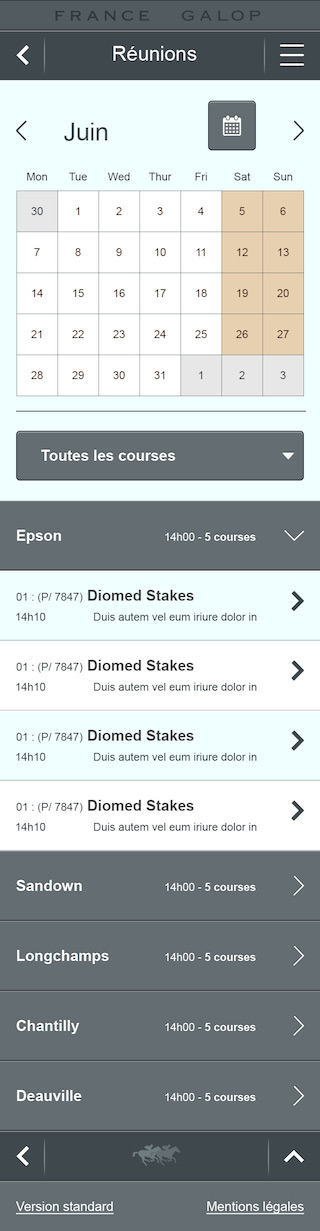 FRANCE GALOP
Réunions
Juin
Mon Tue Wed Thur Fri Sat Sun
30 1 2 3 4 5 6
7 8 9 10 11 12 13
14 15 16 17 18 19 20
21 22 23 24 25 26 27
28 29 30 31 1 2 3
Toutes les courses
Epson 14h00 - 5 courses
01 : (P/ 7847) Diomed Stakes
14h10 Duis autem vel eum iriure dolor in
01 : (P/ 7847) Diomed Stakes
14h10 Duis autem vel eum iriure dolor in
01 : (P/ 7847) Diomed Stakes
14h10 Duis autem vel eum iriure dolor in
01 : (P/ 7847) Diomed Stakes
14h10 Duis autem vel eum iriure dolor in
Sandown 14h00 - 5 courses
Longchamps 14h00 - 5 courses
Chantilly 14h00 - 5 courses
Deauville 14h00 - 5 courses
Version standard Mentions légales